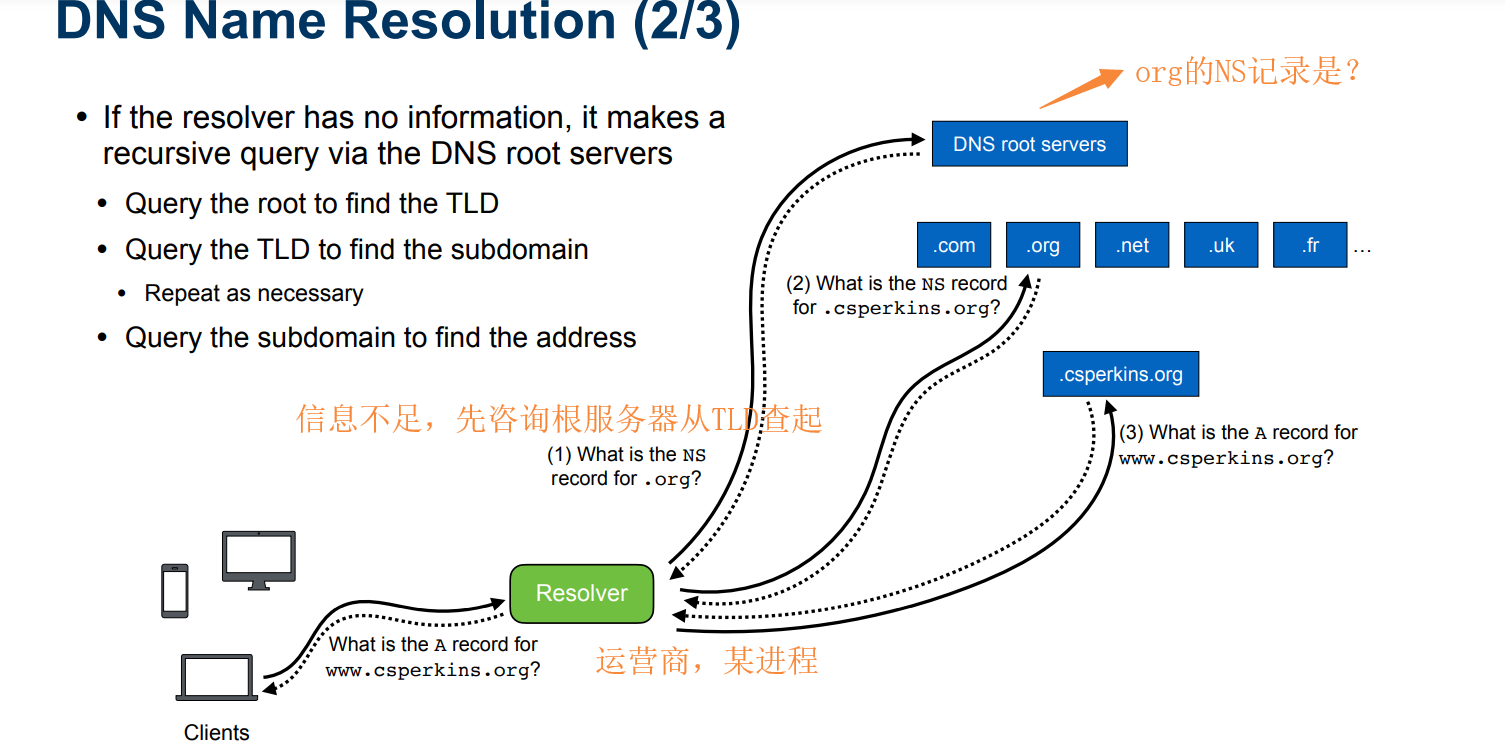 DNS Name Resolution (2/3)
org的NS记录是？
• If the resolver has no information, it makes a
recursive query via the DNS root servers
• Query the root to find the TLD
• Query the TLD to find the subdomain
• Repeat as necessary
• Query the subdomain to find the address
DNS root servers
.com .org .net .uk .fr ...
(2) What is the NS record
for .csperkins.org?
.csperkins.org
信息不足，先咨询根服务器从TLD查起
(1) What is the NS
record for .org?
(3) What is the A record for
www.csperkins.org?
Resolver
What is the A record for
www.csperkins.org?
运营商，某进程
Clients